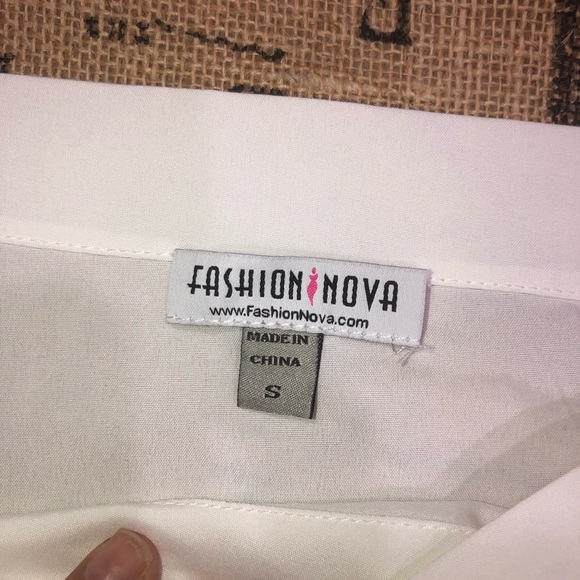 FASHION NOVA
www.FashionNova.com
MADE IN
CHINA
S